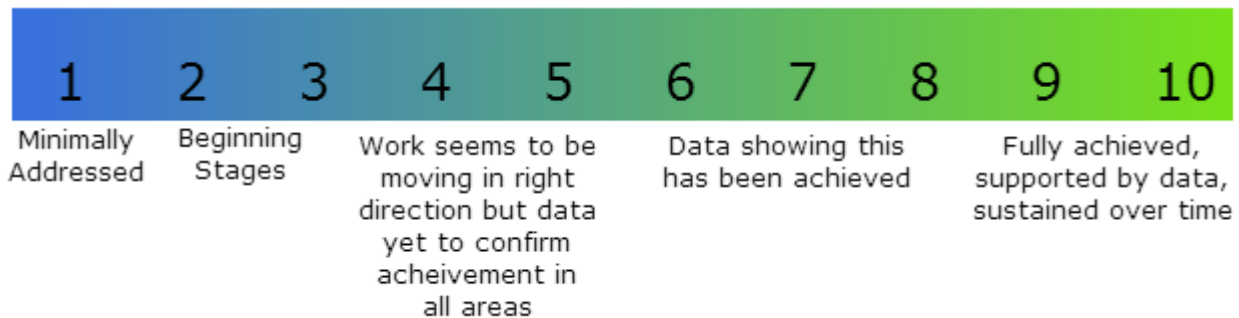 1 2 3 4 5 6 7 8 9 10
Minimally
Addressed
Beginning
Stages
Work seems to be
moving in right
direction but data
yet to confirm
acheivement in
all areas
Data showing this
has been achieved
Fully achieved,
supported by data,
sustained over time